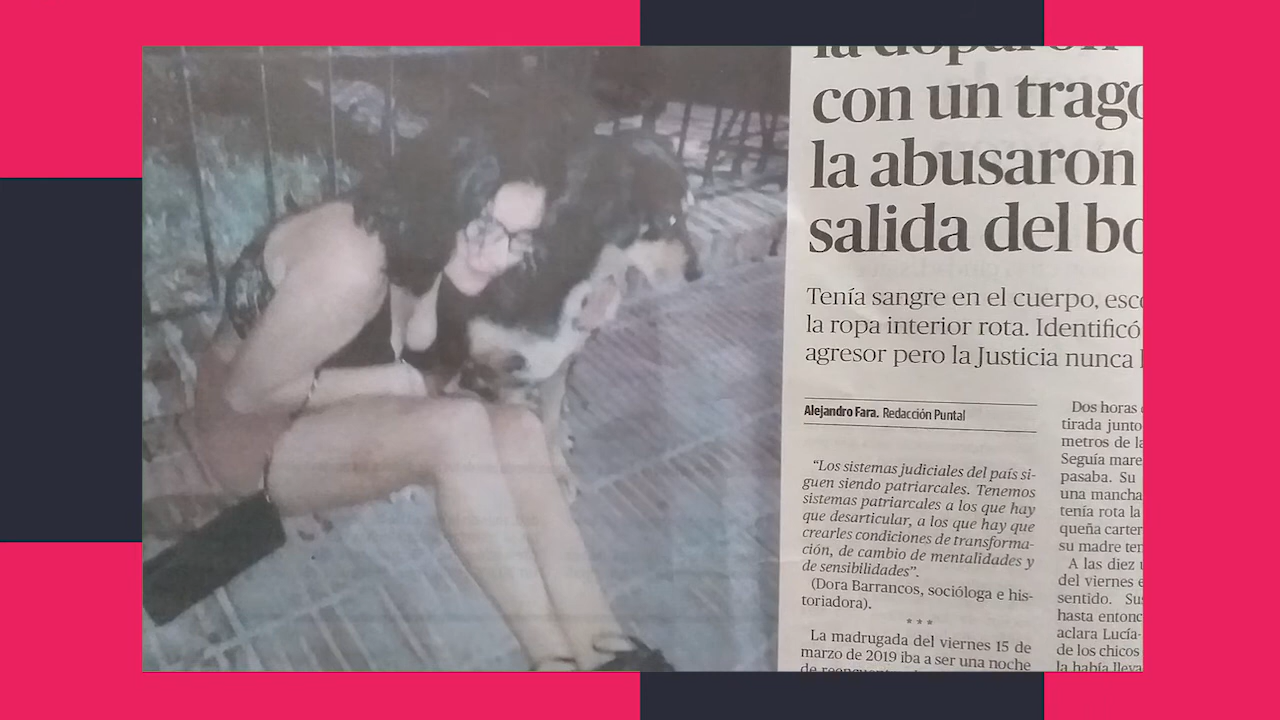 la doparon
con un trago
la abusaron
salida del bo
Tenía sangre en el cuerpo, esc
la ropa interior rota. Identificó
agresor pero la Justicia nunca
Alejandro Fara. Redacción Puntal
“Los sistemas judiciales del país si-
guen siendo patriarcales. Tenemos
sistemas patriarcales a los que hay
que desarticular, a los que hay que
crearles condiciones de transforma-
ción, de cambio de mentalidades y
de sensibilidades”.
(Dora Barrancos, socióloga e his-
toriadora).
***
La madrugada del viernes 15 de
marzo de 2019 iba a ser una noche
Dos horas
tirada junto
metros de la
Seguía mare
pasaba. Su
una mancha
tenía rota la
queña carter
su madre ten
A las diez
del viernes e
sentido. Sus
hasta entonc
aclara Lucía-
de los chicos
la había lleva